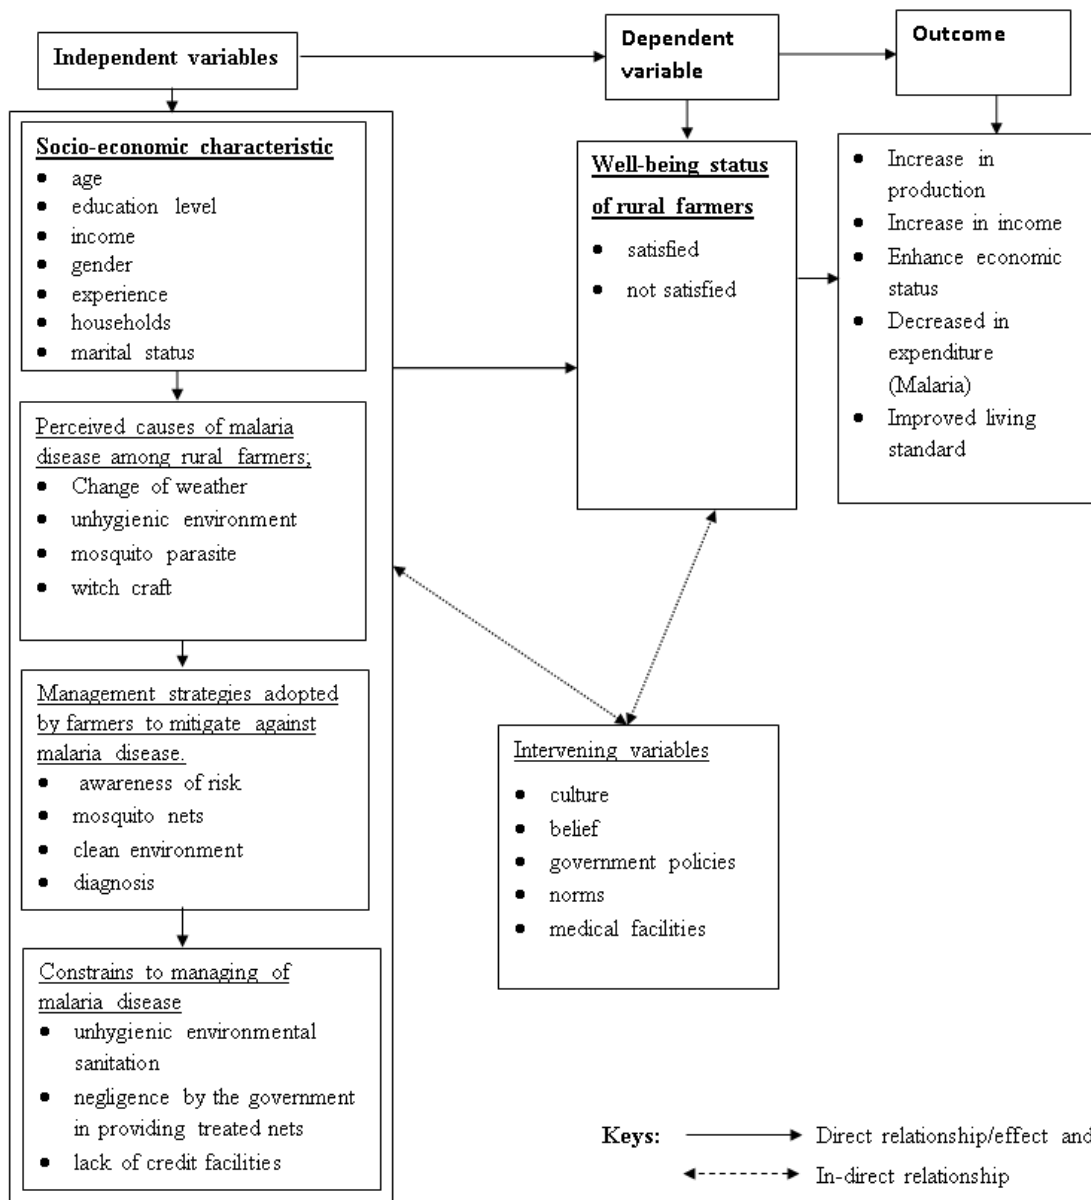 Independent variables
Dependent
variable
Outcome
Socio-economic characteristic
● age
● education level
● income
● gender
● experience
● households
● marital status
Perceived causes of malaria
disease among rural farmers;
● Change of weather
● unhygienic environment
● mosquito parasite
● witch craft
Management strategies adopted
by farmers to mitigate against
malaria disease.
● awareness of risk
● mosquito nets
● clean environment
● diagnosis
Constrains to managing of
malaria disease
● unhygienic environmental
sanitation
● negligence by the government
in providing treated nets
● lack of credit facilities
Well-being status
of rural farmers
● satisfied
● not satisfied
● Increase in
production
● Increase in income
● Enhance economic
status
● Decreased in
expenditure
(Malaria)
● Improved living
standard
Intervening variables
● culture
● belief
● government policies
● norms
● medical facilities
Keys:
Direct relationship/effect and
In-direct relationship